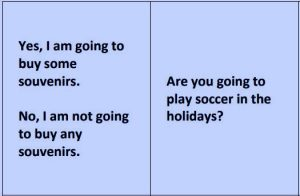 Yes, I am going to
buy some
souvenirs.
No, I am not going
to buy any
souvenirs.
Are you going to
play soccer in the
holidays?